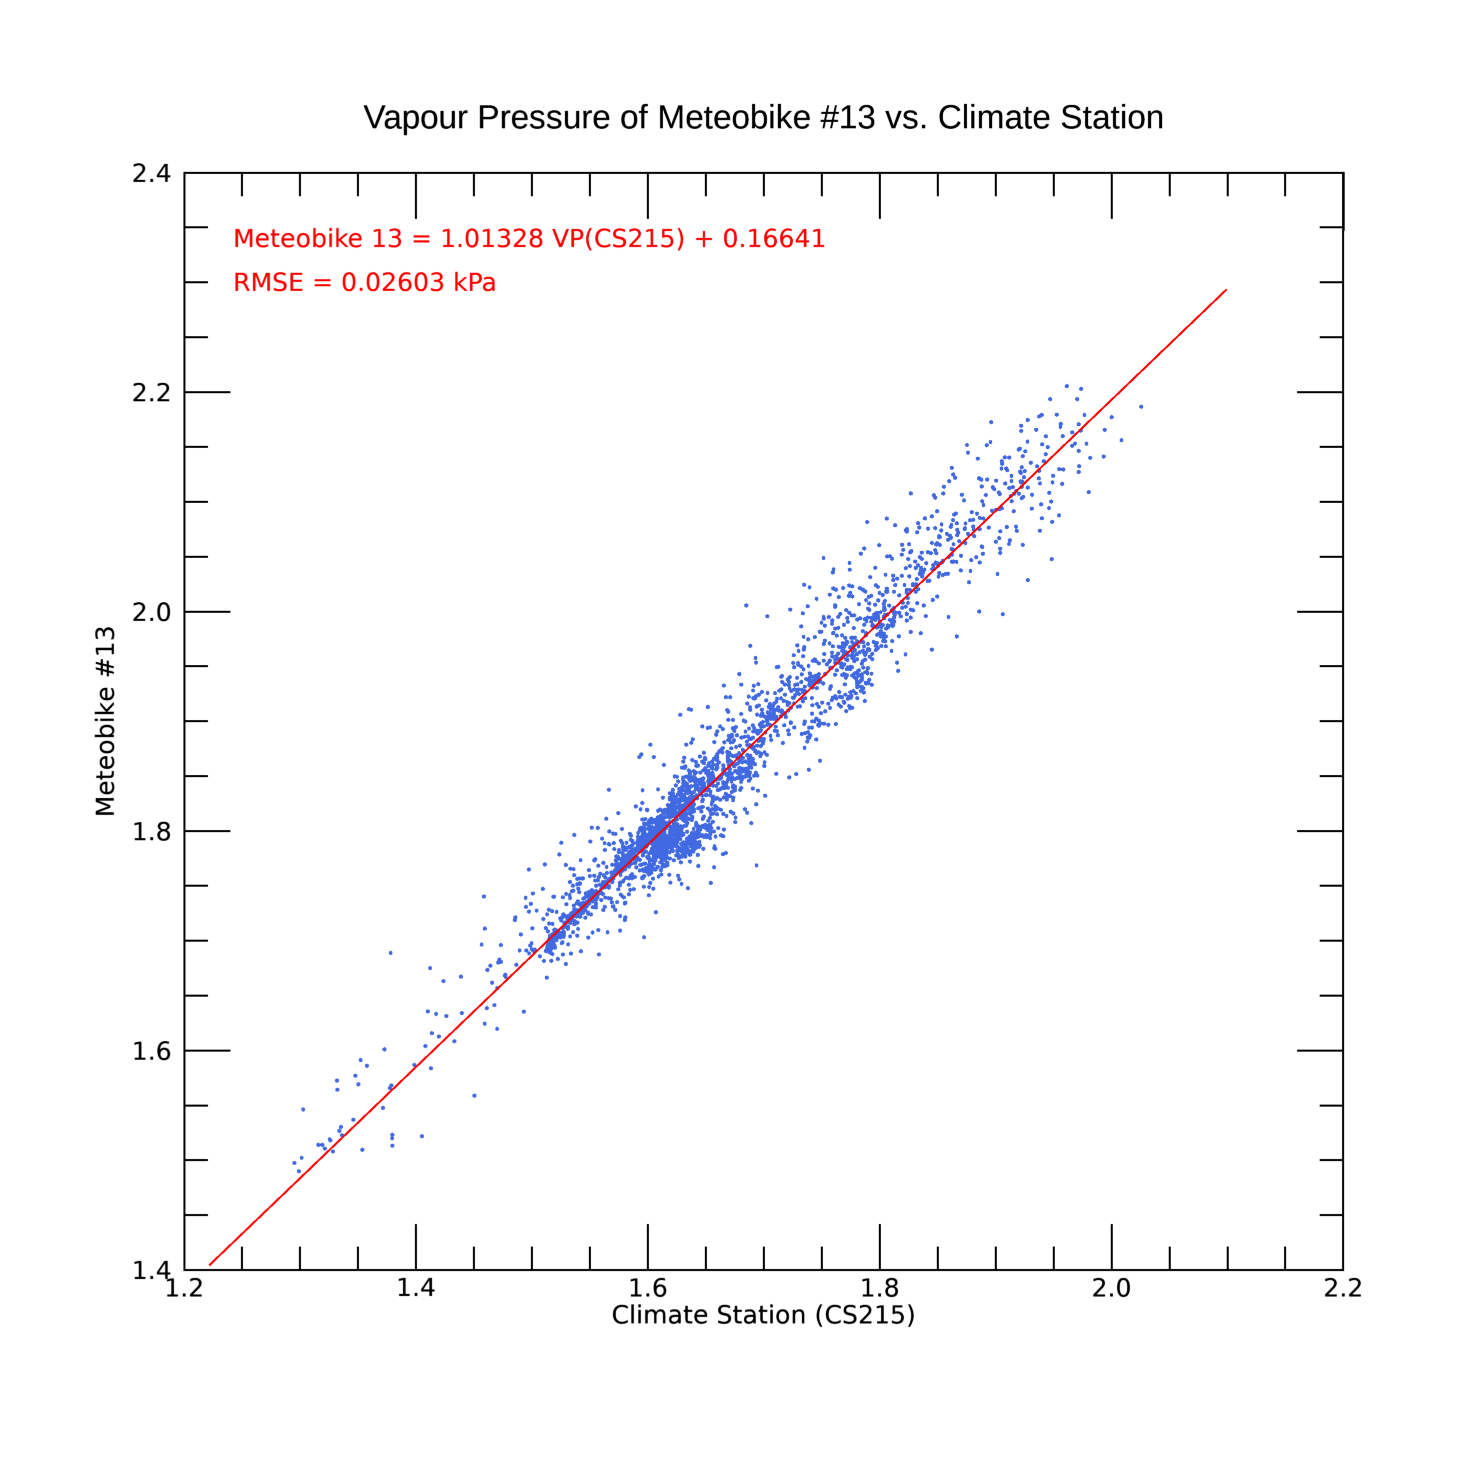 Vapour Pressure of Meteobike #13 vs. Climate Station
2.4
Meteobike 13 = 1.01328 VP(CS215) + 0.16641
RMSE = 0.02603 kPa
2.2
2.0
Meteobike #13
1.8
1.6
1.4
1.2 1.4 1.6 1.8 2.0 2.2
Climate Station (CS215)